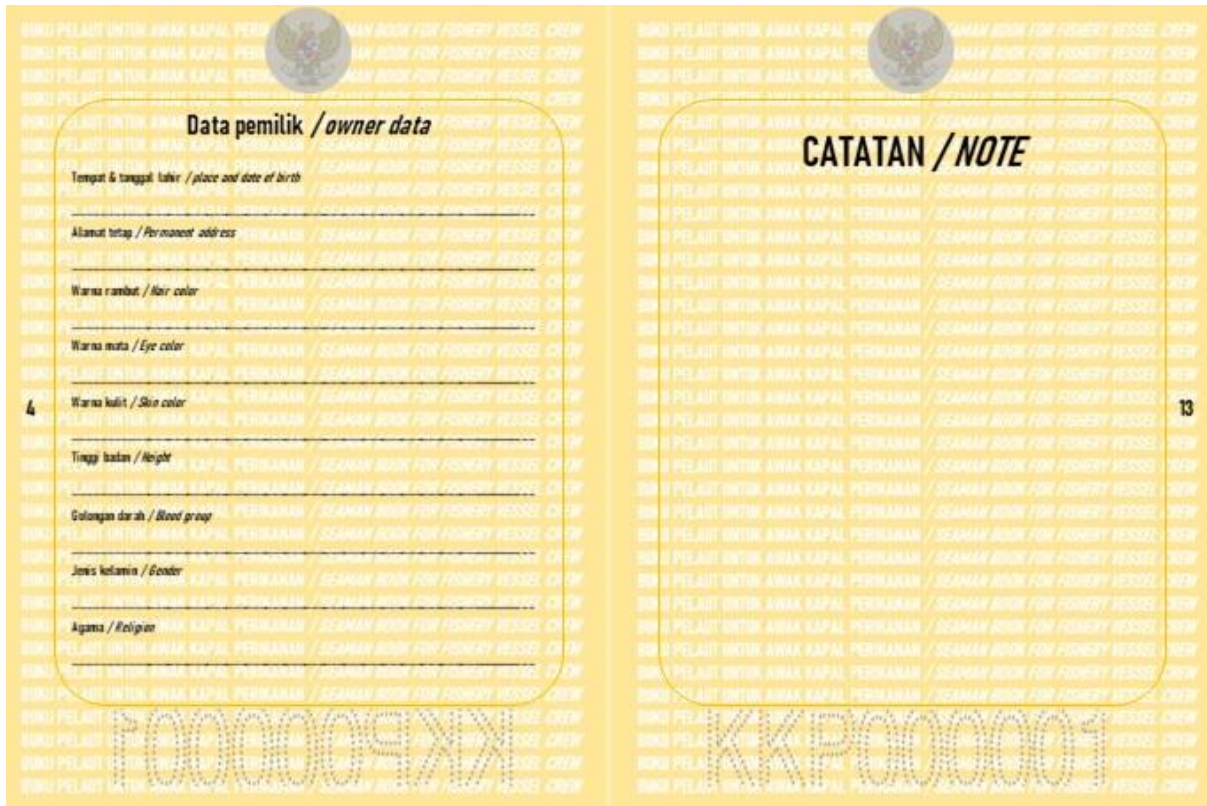 Data pemilik / owner data
Tempat & tanggal lahir / place and date of birth
Alamat tetap / Permanent address
Warna rambut / Hair color
Warna mata / Eye color
4
Warna kulit / Skin color
Tinggi badan / Height
Golongan darah / Blood group
Jenis kelamin / Gender
Agama / Religion
KKP000001
CATATAN / NOTE
13
KKP000001
BUKU PELAUT UNTUK AWAK KAPAL PERIKANAN / SEAMAN BOOK FOR FISHERY VESSEL CREW